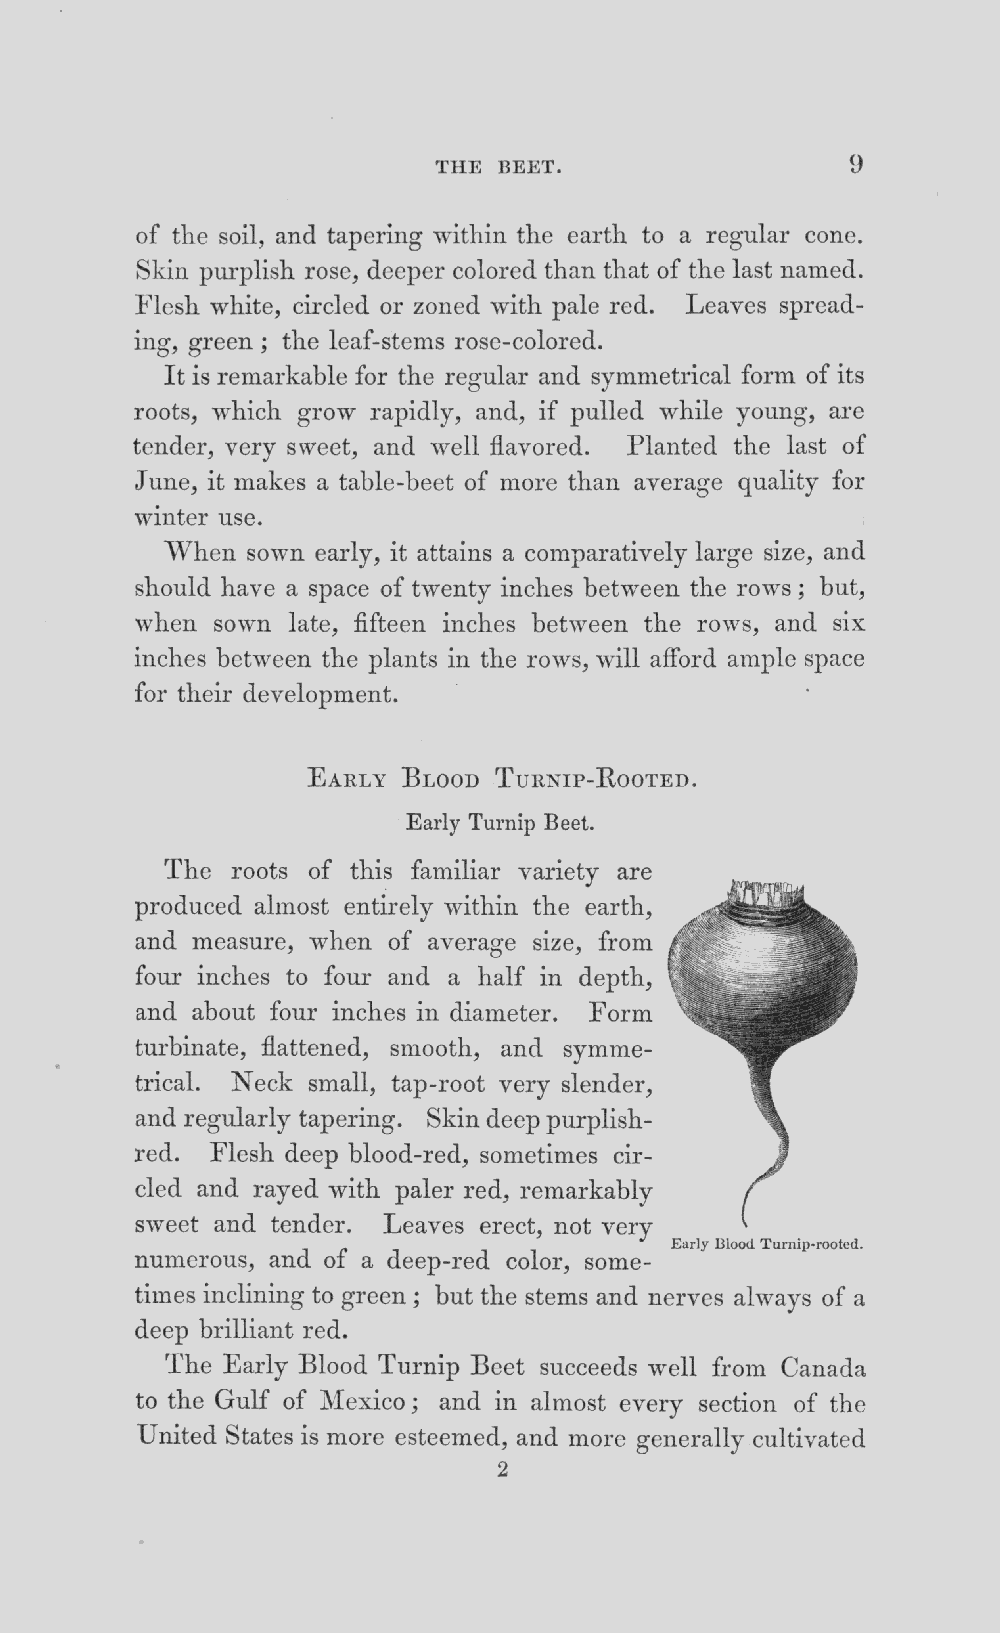 THE BEET. 9
of the soil, and tapering within the earth to a regular cone.
Skin purplish rose, deeper colored than that of the last named.
Flesh white, circled or zoned with pale red. Leaves spread-
ing, green ; the leaf-stems rose-colored.
It is remarkable for the regular and symmetrical form of its
roots, which grow rapidly, and, if pulled while young, are
tender, very sweet, and well flavored. Planted the last of
June, it makes a table-beet of more than average quality for
winter use.
When sown early, it attains a comparatively large size, and
should have a space of twenty inches between the rows ; but,
when sown late, fifteen inches between the rows, and six
inches between the plants in the rows, will afford ample space
for their development.
EARLY BLOOD TURNIP-ROOTED.
Early Turnip Beet.
The roots of this familiar variety are
produced almost entirely within the earth,
and measure, when of average size, from
four inches to four and a half in depth,
and about four inches in diameter. Form
turbinate, flattened, smooth, and symme-
trical. Neck small, tap-root very slender,
and regularly tapering. Skin deep purplish-
red. Flesh deep blood-red, sometimes cir-
cled and rayed with paler red, remarkably
sweet and tender. Leaves erect, not very
numerous, and of a deep-red color, some-
times inclining to green ; but the stems and nerves always of a
deep brilliant red.
Early Blood Turnip-rooted.
The Early Blood Turnip Beet succeeds well from Canada
to the Gulf of Mexico ; and in almost every section of the
United States is more esteemed, and more generally cultivated
2